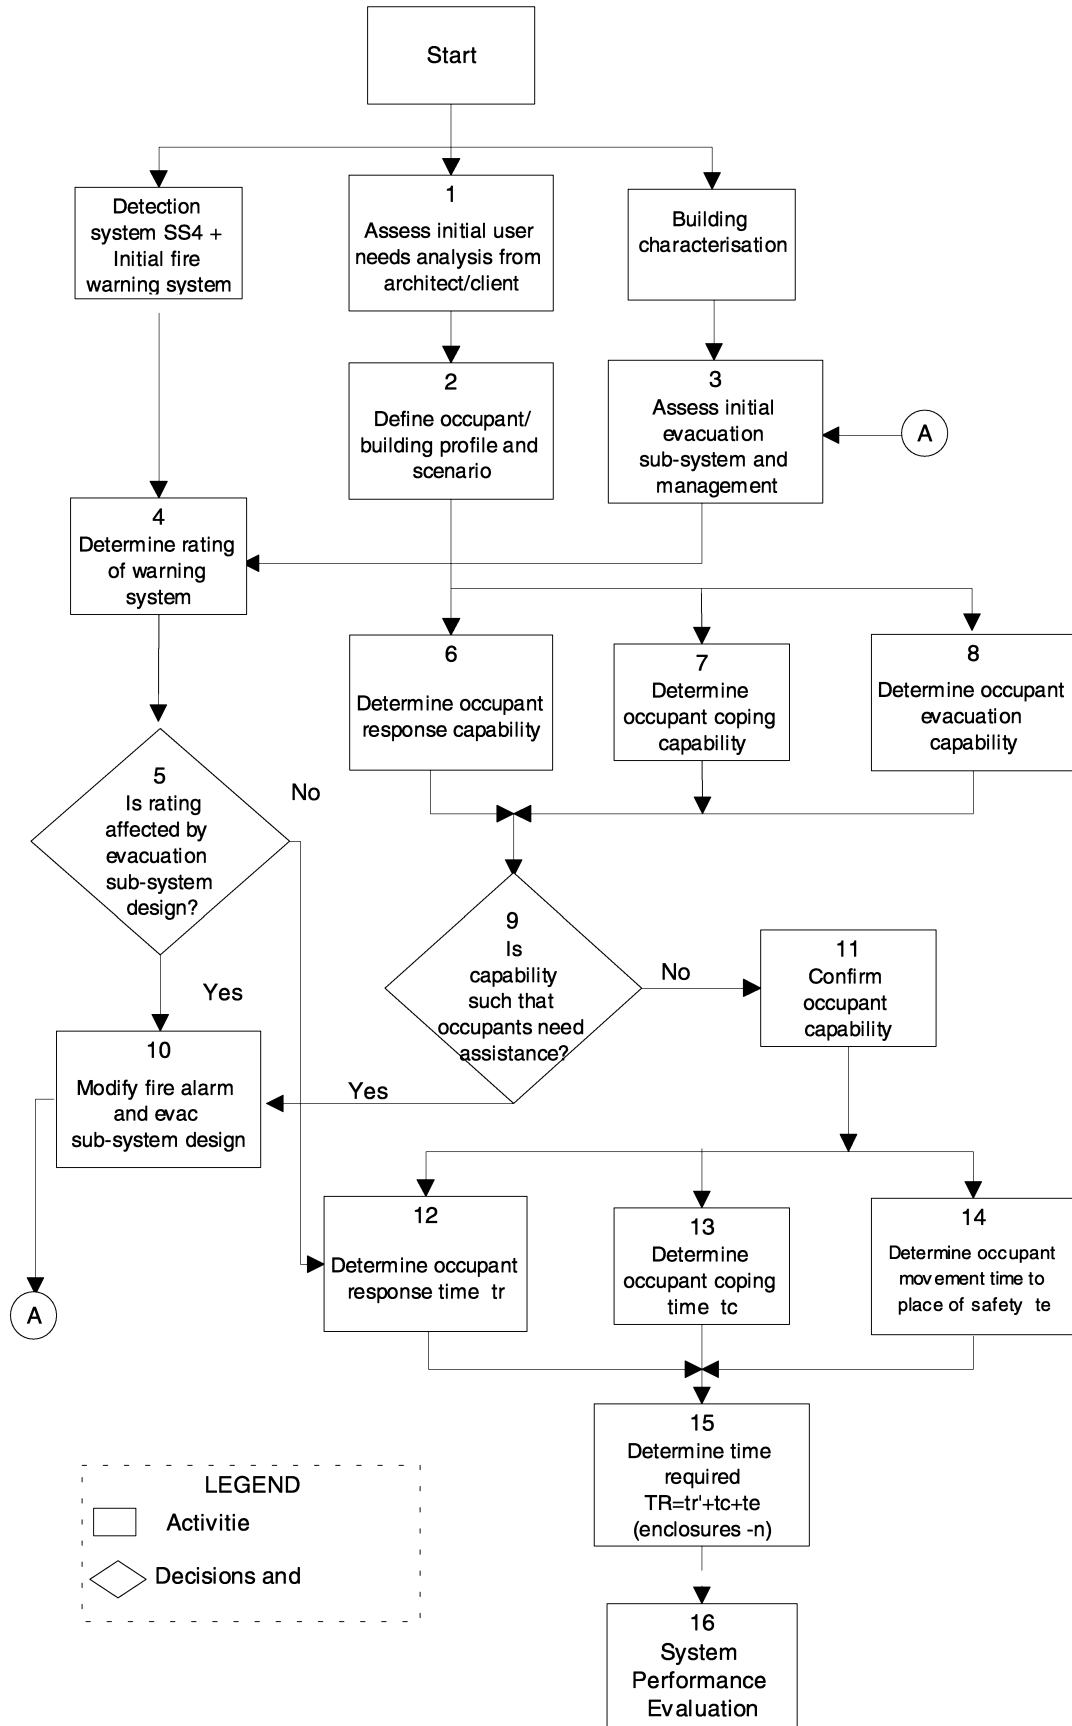 Start
Detection
system SS4 +
Initial fire
warning system
1
Assess initial user
needs analysis from
architect/client
Building
characterisation
2
Define occupant/
building profile and
scenario
3
Assess initial
evacuation
sub-system and
management
A
4
Determine rating
of warning
system
6
Determine occupant
response capability
7
Determine
occupant coping
capability
8
Determine occupant
evacuation
capability
5
Is rating
affected by
evacuation
sub-system
design?
No
Yes
9
Is
capability
such that
occupants need
assistance?
No
Yes
11
Confirm
occupant
capability
10
Modify fire alarm
and evac
sub-system design
A
12
Determine occupant
response time tr
13
Determine
occupant coping
time tc
14
Determine occupant
movement time to
place of safety te
15
Determine time
required
TR=tr'+tc+te
(enclosures -n)
16
System
Performance
Evaluation
LEGEND
Activitie
Decisions and